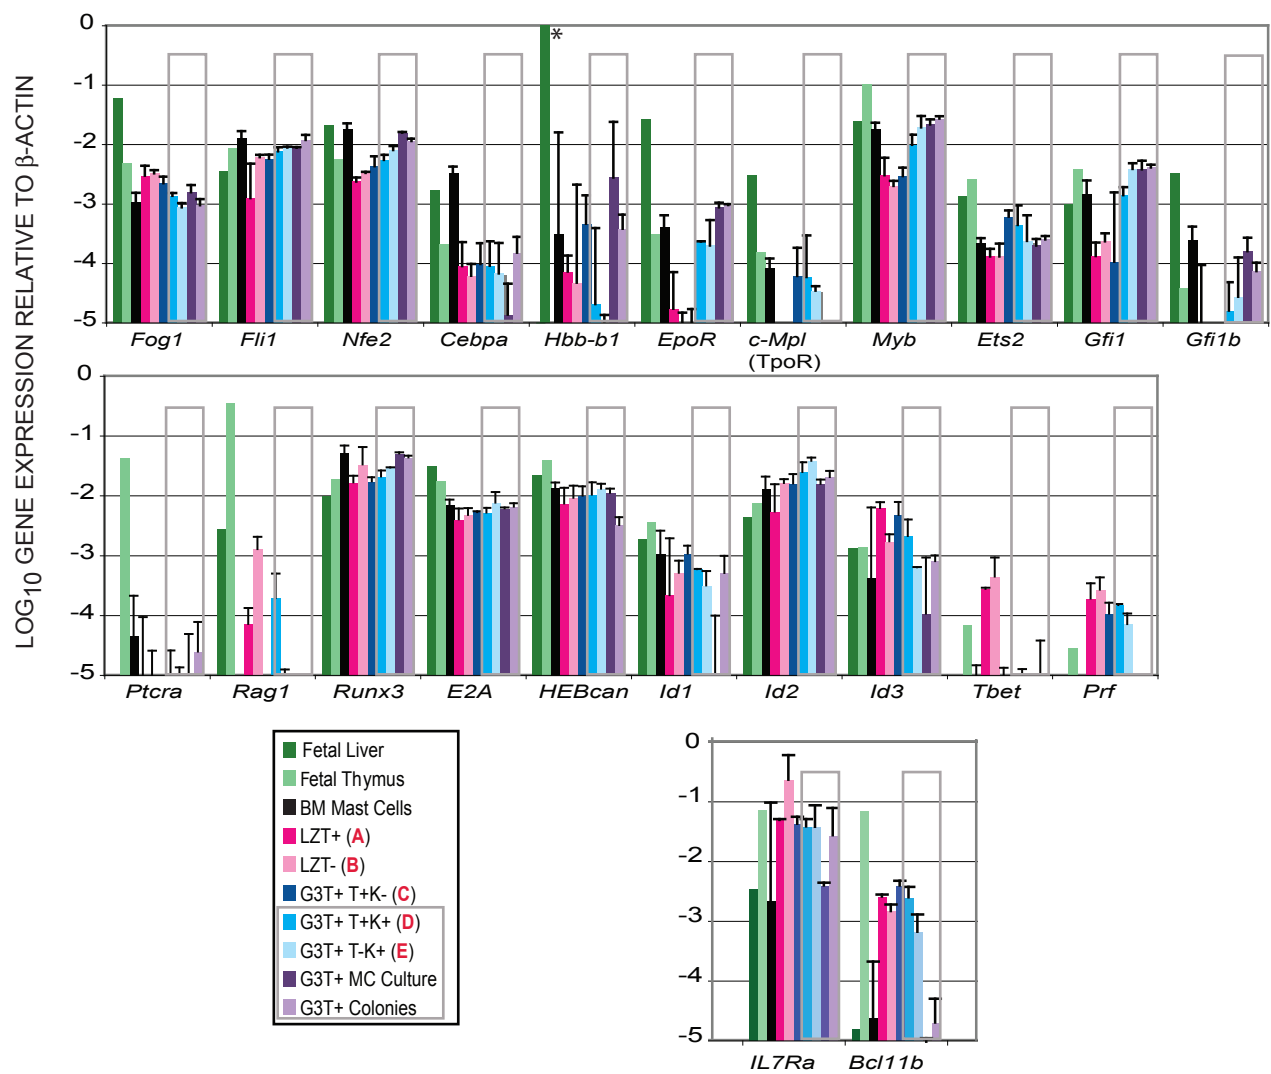 LOG10 GENE EXPRESSION RELATIVE TO β-ACTIN
0
-1
-2
-3
-4
-5
*
Fog1 Fli1 Nfe2 Cebpa Hbb-b1 EpoR c-Mpl Myb Ets2 Gfi1 Gfi1b
(TpoR)
0
-1
-2
-3
-4
-5
Ptcra Rag1 Runx3 E2A HEBcan Id1 Id2 Id3 Tbet Prf
Fetal Liver
Fetal Thymus
BM Mast Cells
LZT+ (A)
LZT- (B)
G3T+ T+K- (C)
G3T+ T+K+ (D)
G3T+ T-K+ (E)
G3T+ MC Culture
G3T+ Colonies
0
-1
-2
-3
-4
-5
IL7Ra Bcl11b